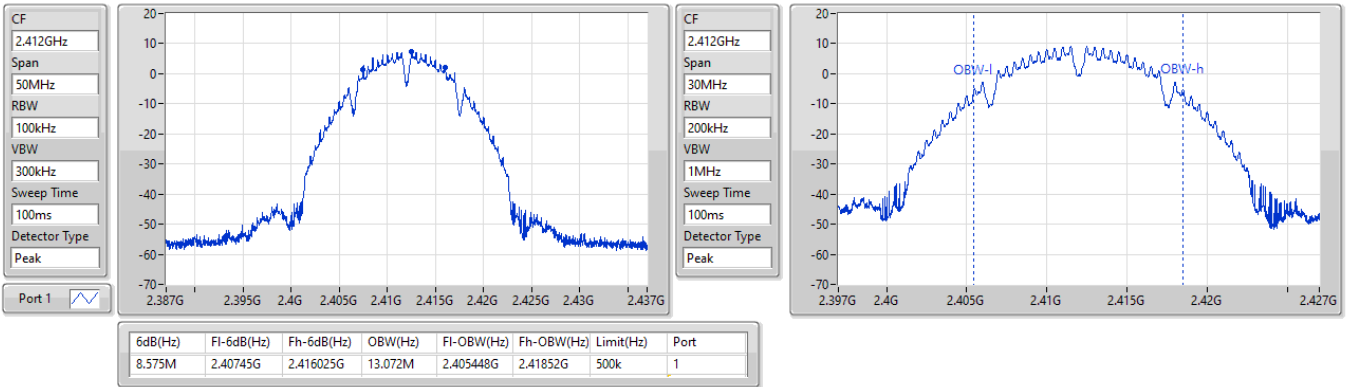 CF
2.412GHz
Span
50MHz
RBW
100kHz
VBW
300kHz
Sweep Time
100ms
Detector Type
Peak
Port 1
20-
10-
0-
-10-
-20-
-30-
-40-
-50-
-60-
-70-
2.387G 2.395G 2.4G 2.405G 2.41G 2.415G 2.42G 2.425G 2.43G 2.437G
CF
2.412GHz
Span
30MHz
RBW
200kHz
VBW
1MHz
Sweep Time
100ms
Detector Type
Peak
20-
10-
0-
-10-
-20-
-30-
-40-
-50-
-60-
-70-
OBW-l OBW-h
2.397G 2.4G 2.405G 2.41G 2.415G 2.42G 2.427G
6dB(Hz) Fl-6dB(Hz) Fh-6dB(Hz) OBW(Hz) Fl-OBW(Hz) Fh-OBW(Hz) Limit(Hz) Port
8.575M 2.40745G 2.416025G 13.072M 2.405448G 2.41852G 500k 1